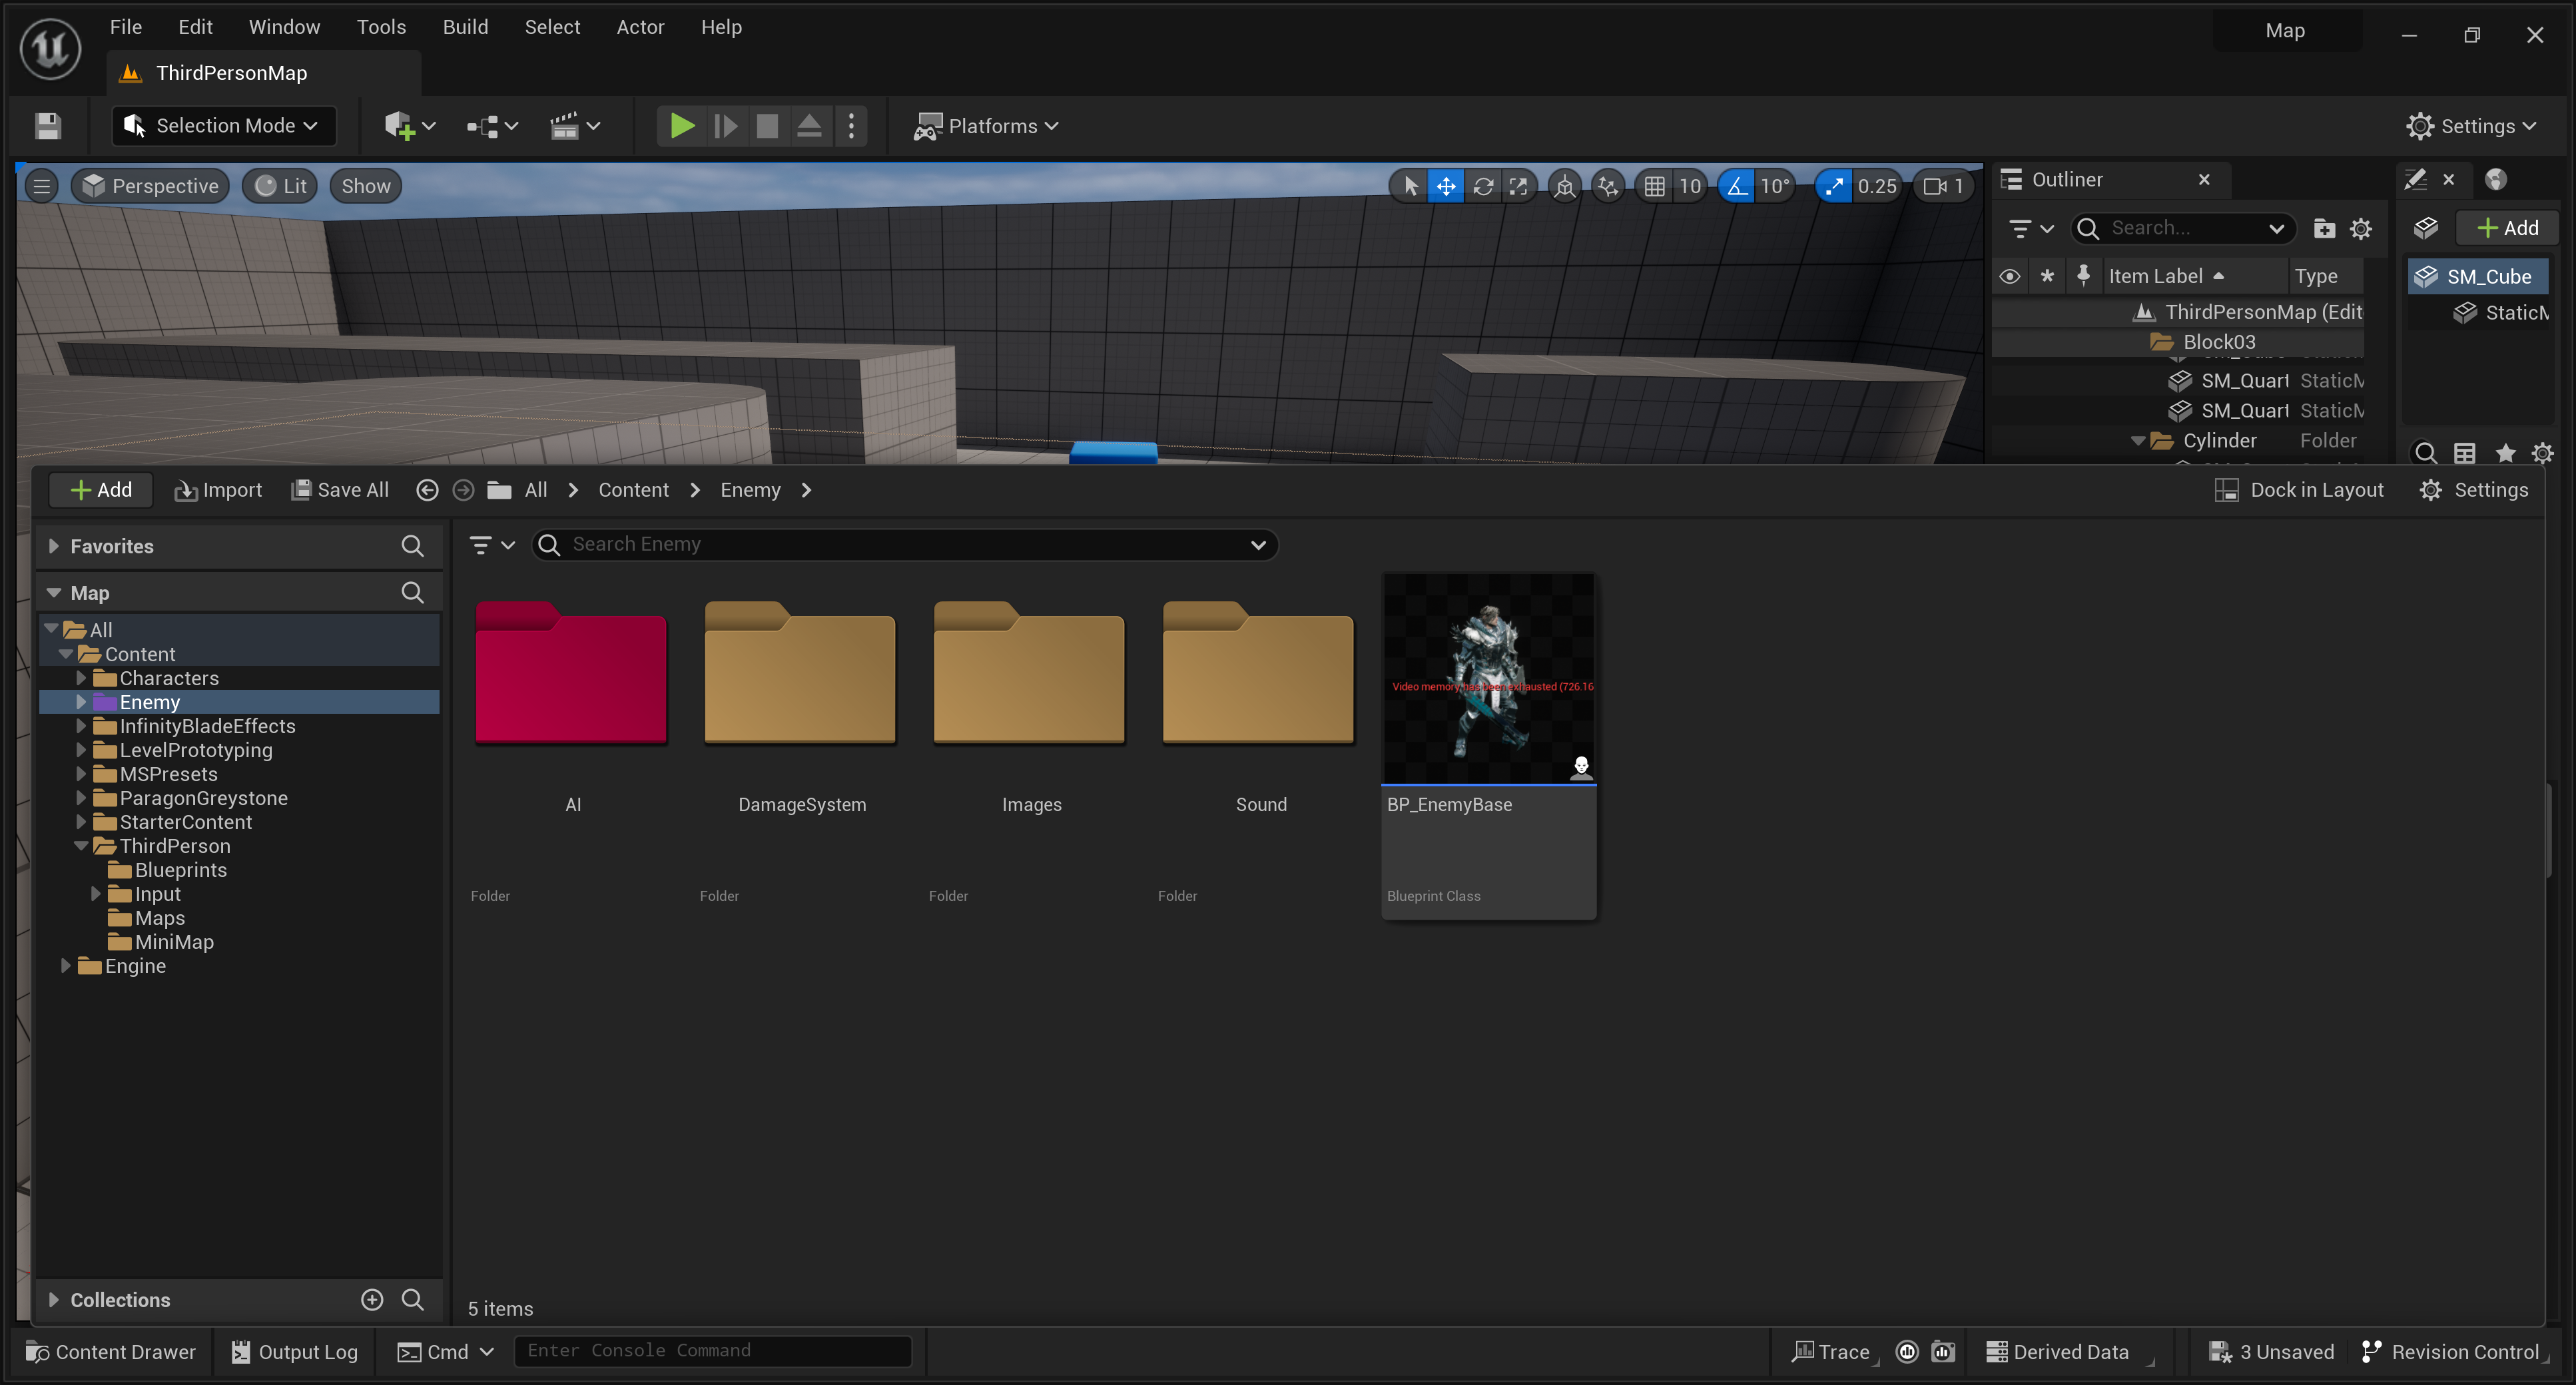 File Edit Window Tools Build Select Actor Help
Map
ThirdPersonMap
Selection Mode
Platforms
Settings
Perspective Lit Show
10 10° 0.25 1
Outliner
Search...
Add
Item Label Type
SM_Cube
ThirdPersonMap (Edit
StaticM
Block03
SM_Quart StaticM
SM_Quart StaticM
Cylinder Folder
Add Import Save All All Content Enemy
Dock in Layout Settings
Favorites
Search Enemy
Map
All
Content
Characters
Enemy
InfinityBladeEffects
LevelPrototyping
MSPresets
ParagonGreystone
StarterContent
ThirdPerson
Blueprints
Input
Maps
MiniMap
Engine
Video memory has been exhausted (726.16
AI DamageSystem Images Sound BP_EnemyBase
Folder Folder Folder Folder Blueprint Class
Collections
5 items
Content Drawer Output Log Cmd Enter Console Command
Trace Derived Data 3 Unsaved Revision Control